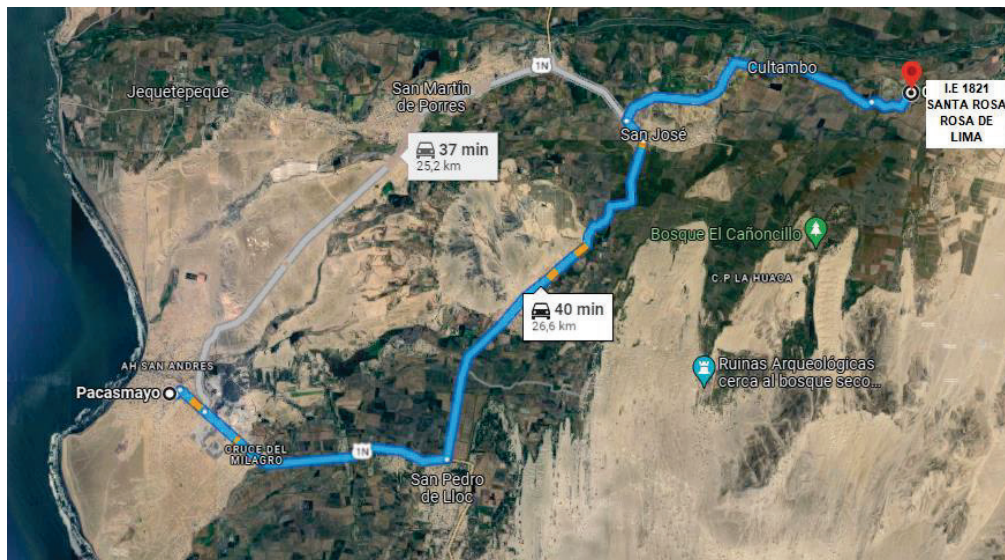 1N
Cultambo
Jequetepeque
San Martín
de Porres
I.E 1821
SANTA ROSA
ROSA DE
LIMA
San José
37 min
25,2 km
Bosque El Cañoncillo
C.P LA HUACA
40 min
26,6 km
AH SAN ANDRES
Ruinas Arqueológicas
cerca al bosque seco...
Pacasmayo
CRUCE DEL
MILAGRO
1N
San Pedro
de Lloc